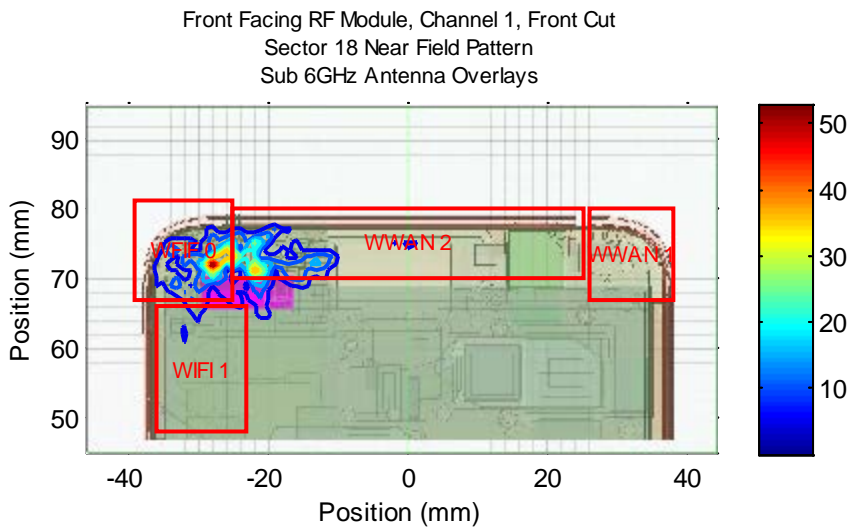 Front Facing RF Module, Channel 1, Front Cut
Sector 18 Near Field Pattern
Sub 6GHz Antenna Overlays
90
80
70
60
50
Position (mm)
WIFI 0
WWAN 2
WWAN 1
WIFI 1
-40
-20
0
20
40
Position (mm)
50
40
30
20
10